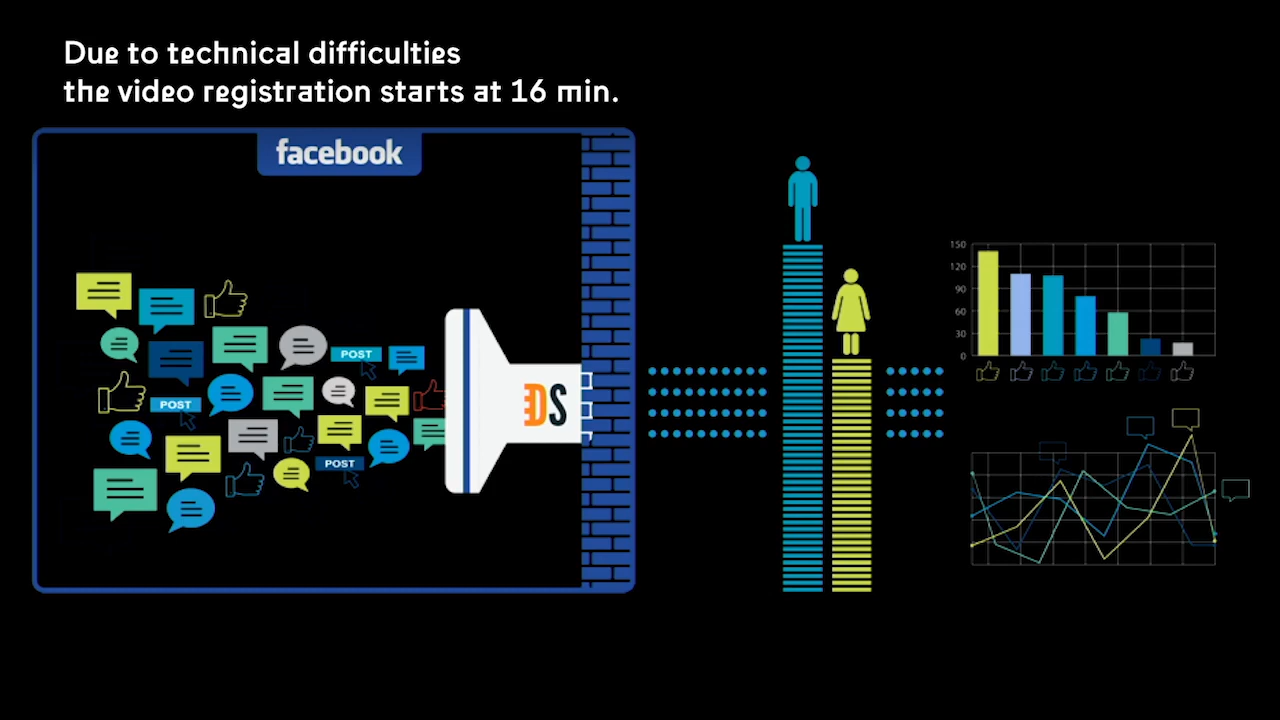 Due to technical difficulties
the video registration starts at 16 min.
facebook
POST
POST
POST
DS
150
120
90
60
30
0